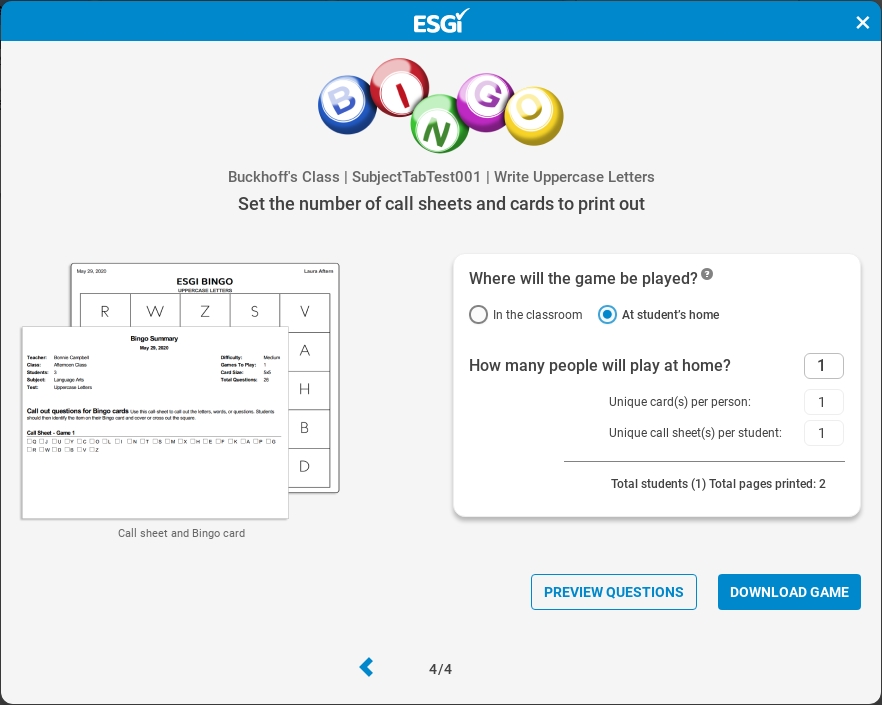 ESGI
B I N G O
Buckhoff's Class | SubjectTabTest001 | Write Uppercase Letters
Set the number of call sheets and cards to print out
May 29, 2020 Laura Aftern
ESGI BINGO
UPPERCASE LETTERS
R W Z S V
A
H
B
D
Bingo Summary
May 29, 2020
Teacher: Bonnie Campbell Difficulty: Medium
Class: Afternoon Class Games To Play: 1
Students: 3 Card Size: 5x5
Subject: Language Arts Total Questions: 26
Test: Uppercase Letters
Call out questions for Bingo cards Use this call sheet to call out the letters, words, or questions. Students
should then identify the item on their Bingo card and cover or cross out the square.
Call Sheet - Game 1
Q J U Y C O L I N T S M X H E F K A P G
R W D B V Z
Call sheet and Bingo card
Where will the game be played? ?
In the classroom At student's home
How many people will play at home? 1
Unique card(s) per person: 1
Unique call sheet(s) per student: 1
Total students (1) Total pages printed: 2
PREVIEW QUESTIONS DOWNLOAD GAME
4/4